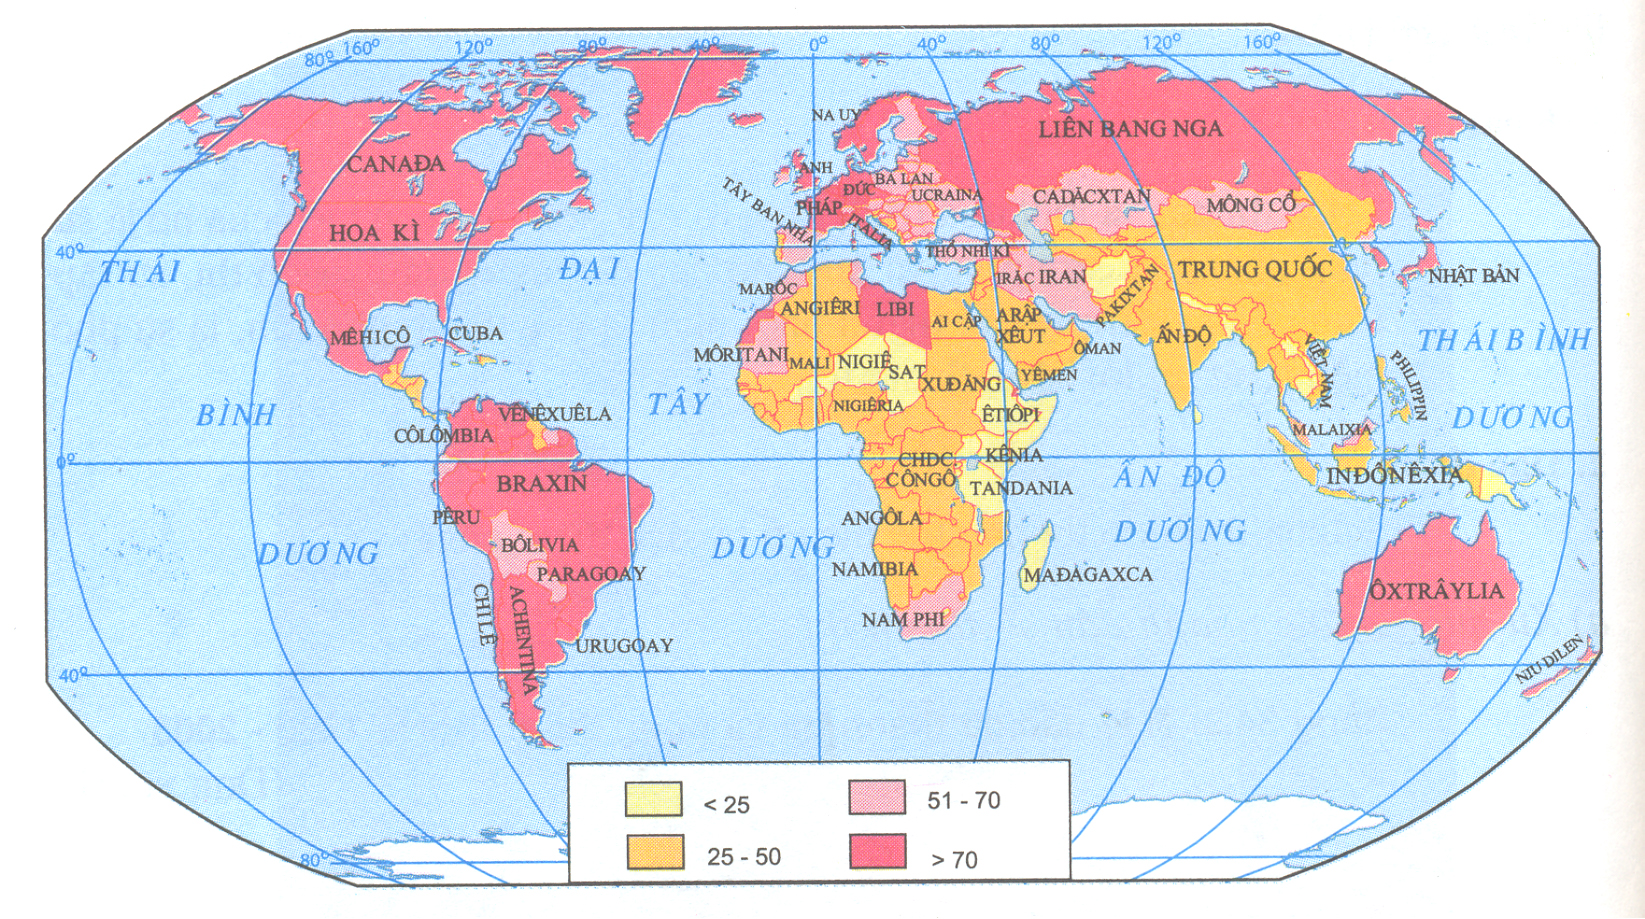 80° 160° 120° 80° 40° 0° 40° 80° 120° 160°
NA UY
LIÊN BANG NGA
CANAĐA
ANH
BA LAN
ĐỨC
UCRAINA
CADĂCXTAN
MÔNG CỔ
PHÁP
TÂY BAN NHA
ITALIA
HOA KÌ
40°
THỔ NHĨ KÌ
THÁI
ĐẠI
TRUNG QUỐC
NHẬT BẢN
IRẮC
IRAN
PAKIXTAN
MARỐC
ANGIÊRI
LIBI
AI CẬP
ARẬP
XÊÚT
MÊHICÔ
CUBA
ẤN ĐỘ
THÁI BÌNH
ÔMAN
VIỆT NAM
PHILIPPIN
MÔRITANI
MALI
NIGIÊ
SAT
XUĐĂNG
YÊMEN
BÌNH
TÂY
NIGIÊRIA
ÊTIÔPI
DƯƠNG
VÊNÊXUÊLA
CÔLÔMBIA
MALAIXIA
0°
CHDC
CÔNGÔ
KÊNIA
ẤN ĐỘ
INĐÔNÊXIA
BRAXIN
TANDANIA
PÊRU
ANGÔLA
DƯƠNG
DƯƠNG
BÔLIVIA
DƯƠNG
PARAGOAY
NAMIBIA
MAĐAGAXCA
ÔXTRÂYLIA
CHILÊ
ACHENTINA
NAM PHI
URUGOAY
NIU DILEN
40°
< 25
51 - 70
25 - 50
> 70
80°